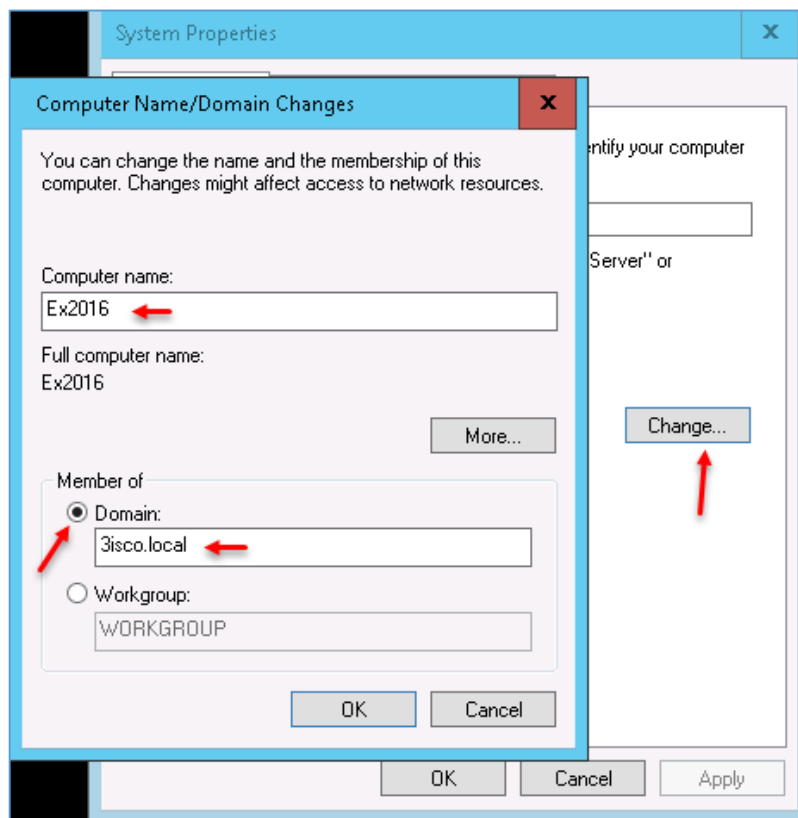 System Properties
x
Computer Name/Domain Changes
x
You can change the name and the membership of this
computer. Changes might affect access to network resources.
entify your computer
Server" or
Computer name:
Ex2016
Full computer name:
Ex2016
More...
Change...
Member of
Domain:
3isco.local
Workgroup:
WORKGROUP
OK
Cancel
OK
Cancel
Apply